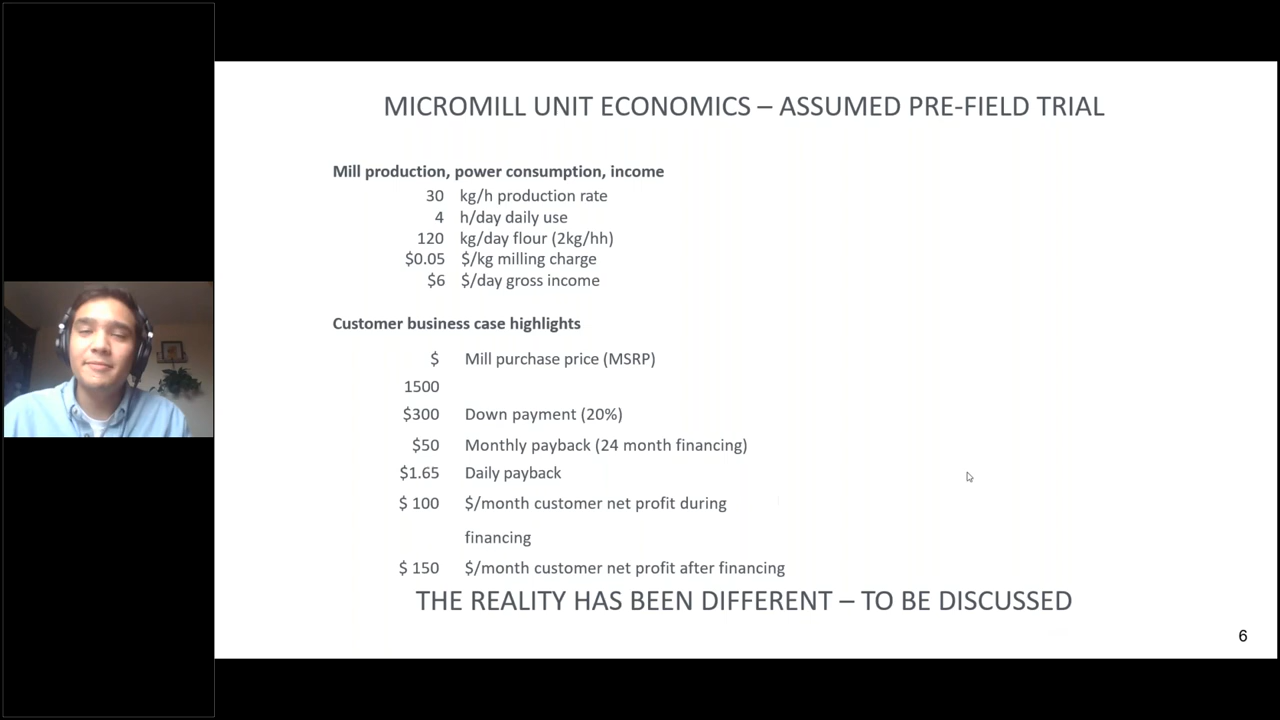 MICROMILL UNIT ECONOMICS – ASSUMED PRE-FIELD TRIAL
Mill production, power consumption, income
30 kg/h production rate
4 h/day daily use
120 kg/day flour (2kg/hh)
$0.05 $/kg milling charge
$6 $/day gross income
Customer business case highlights
$ Mill purchase price (MSRP)
1500
$300 Down payment (20%)
$50 Monthly payback (24 month financing)
$1.65 Daily payback
$ 100 $/month customer net profit during
financing
$ 150 $/month customer net profit after financing
THE REALITY HAS BEEN DIFFERENT – TO BE DISCUSSED
6